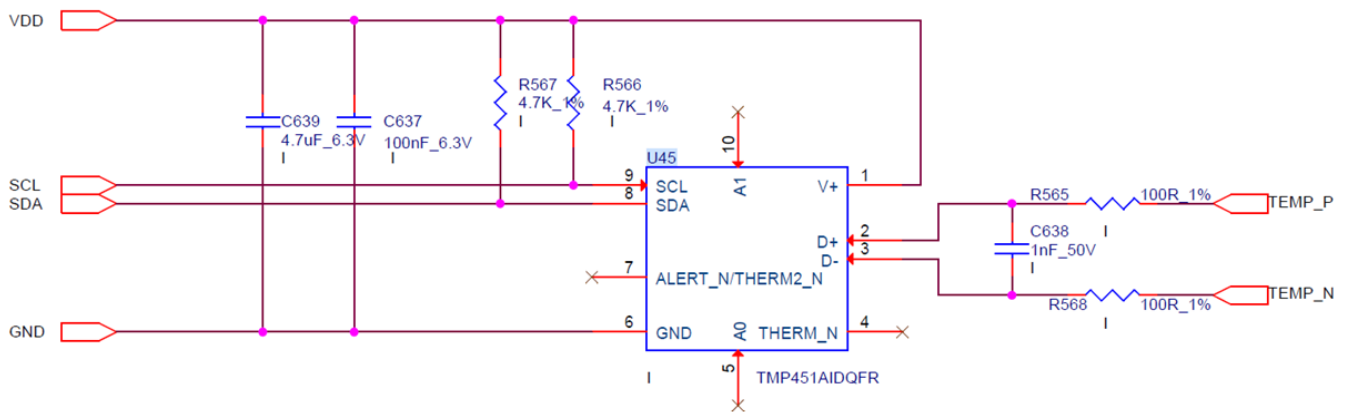 VDD
R567
4.7K_1%
I
R566
4.7K_1%
I
C639
4.7uF_6.3V
I
C637
100nF_6.3V
I
10
U45
SCL
SDA
9
SCL
8
SDA
A1
V+
1
R565
100R_1%
TEMP_P
I
D+
2
D-
3
C638
1nF_50V
I
7
ALERT_N/THERM2_N
R568
100R_1%
TEMP_N
I
GND
6
GND
A0
THERM_N
4
5
I
TMP451AIDQFR